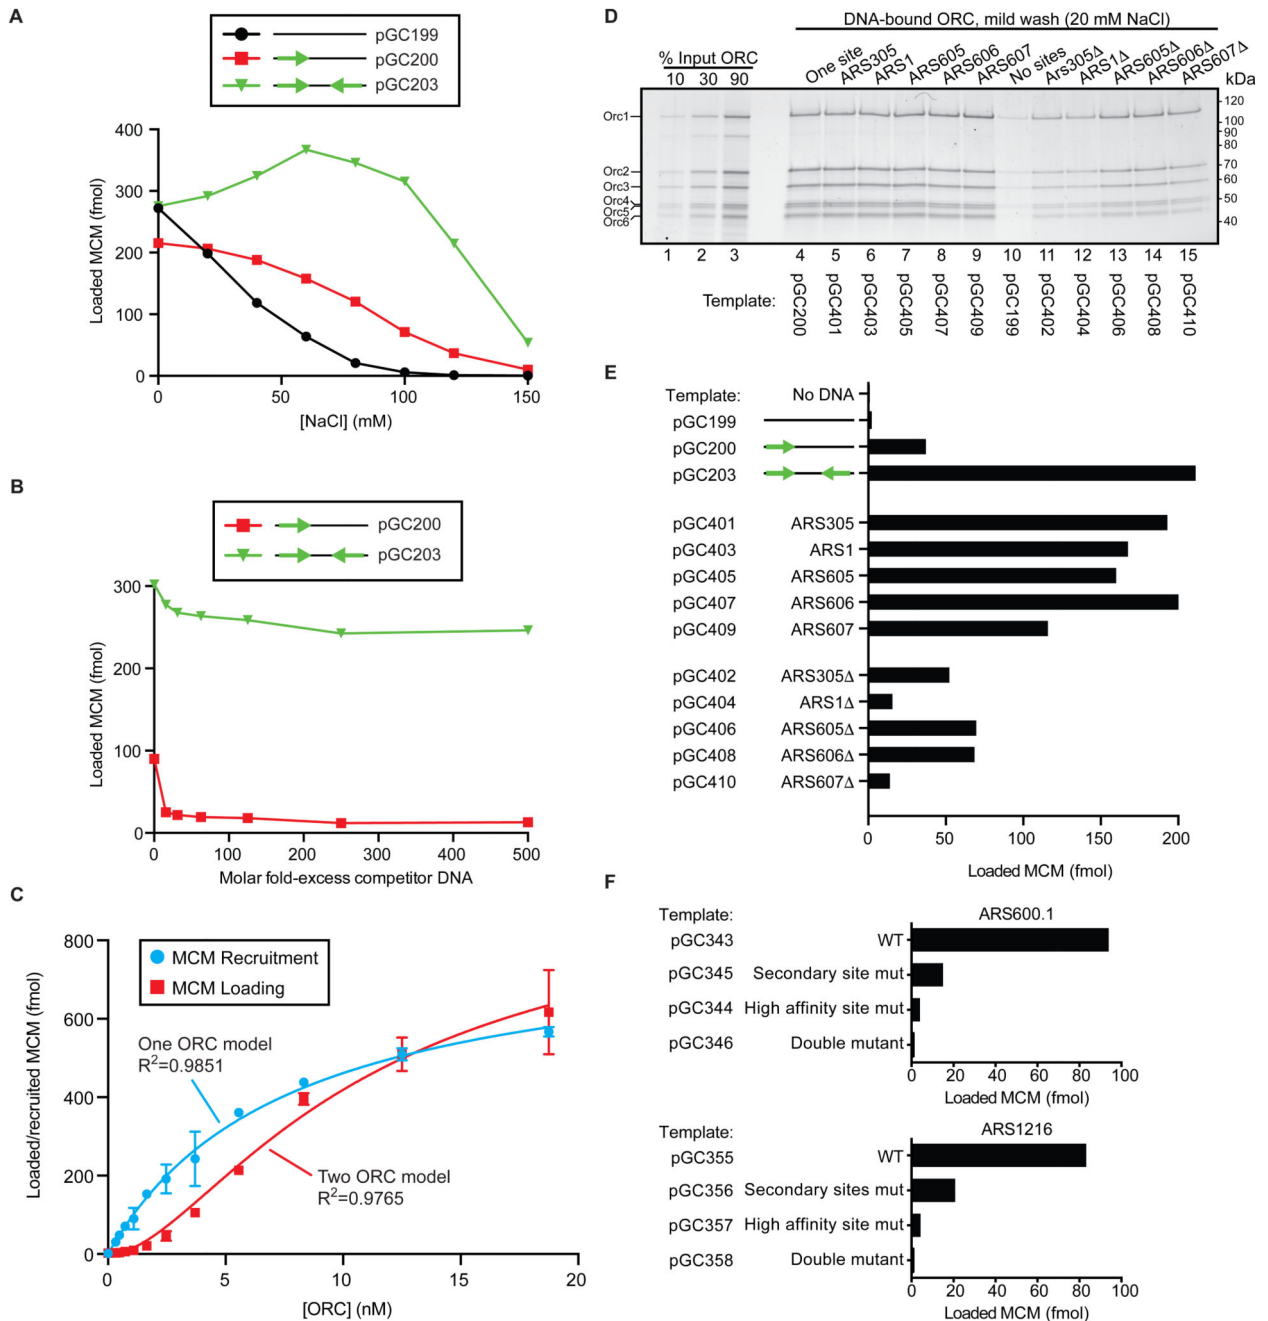 A
pGC199
pGC200
pGC203
400
300
200
100
0
Loaded MCM (fmol)
0 50 100 150
[NaCl] (mM)
B
pGC200
pGC203
300
200
100
0
Loaded MCM (fmol)
0 100 200 300 400 500
Molar fold-excess competitor DNA
C
MCM Recruitment
MCM Loading
800
600
400
200
0
Loaded/recruited MCM (fmol)
One ORC model
R²=0.9851
Two ORC model
R²=0.9765
0 5 10 15 20
[ORC] (nM)
D
DNA-bound ORC, mild wash (20 mM NaCl)
% Input ORC
10 30 90
One site
ARS305
ARS1
ARS605
ARS606
ARS607
No sites
Ars305Δ
ARS1Δ
ARS605Δ
ARS606Δ
ARS607Δ
kDa
Orc1
Orc2
Orc3
Orc4
Orc5
Orc6
120
100
90
80
70
60
50
40
1 2 3 4 5 6 7 8 9 10 11 12 13 14 15
Template:
pGC200
pGC401
pGC403
pGC405
pGC407
pGC409
pGC199
pGC402
pGC404
pGC406
pGC408
pGC410
E
Template: No DNA
pGC199
pGC200
pGC203
pGC401 ARS305
pGC403 ARS1
pGC405 ARS605
pGC407 ARS606
pGC409 ARS607
pGC402 ARS305Δ
pGC404 ARS1Δ
pGC406 ARS605Δ
pGC408 ARS606Δ
pGC410 ARS607Δ
0 50 100 150 200
Loaded MCM (fmol)
F
Template: ARS600.1
pGC343 WT
pGC345 Secondary site mut
pGC344 High affinity site mut
pGC346 Double mutant
0 20 40 60 80 100
Loaded MCM (fmol)
Template: ARS1216
pGC355 WT
pGC356 Secondary sites mut
pGC357 High affinity site mut
pGC358 Double mutant
0 20 40 60 80 100
Loaded MCM (fmol)